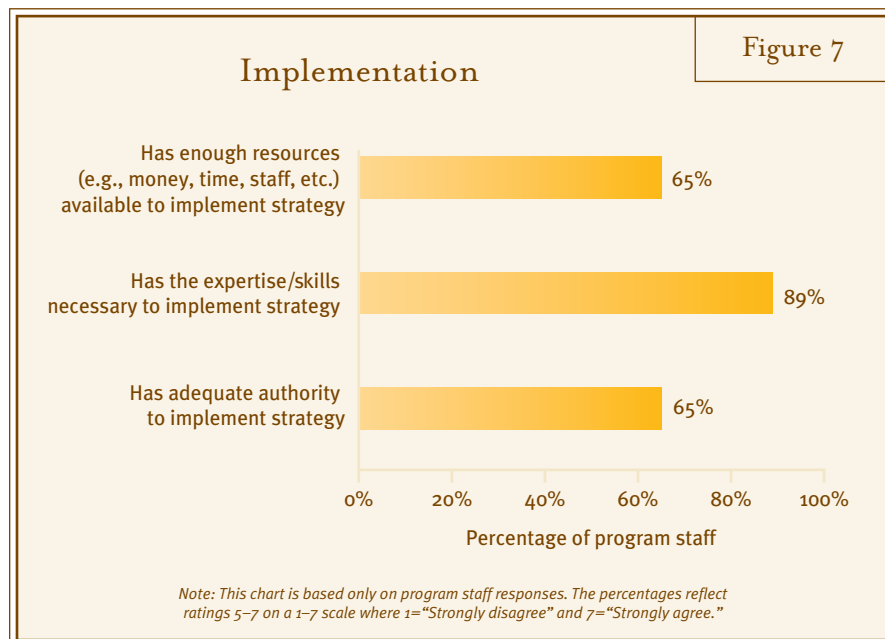 Figure 7
Implementation
Has enough resources
(e.g., money, time, staff, etc.)
available to implement strategy
65%
Has the expertise/skills
necessary to implement strategy
89%
Has adequate authority
to implement strategy
65%
0% 20% 40% 60% 80% 100%
Percentage of program staff
Note: This chart is based only on program staff responses. The percentages reflect
ratings 5–7 on a 1–7 scale where 1=“Strongly disagree” and 7=“Strongly agree.”